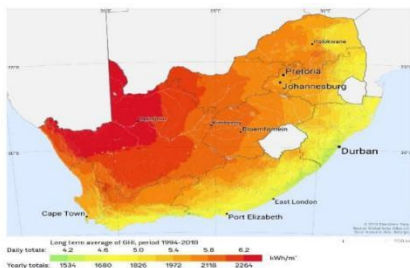 Polokwane
Pretoria
Johannesburg
Kimberley
Bloemfontein
Durban
East London
Cape Town
Port Elizabeth
Long term average of GHI, period 1994-2018
Daily totals: 4.2 4.6 5.0 5.4 5.8 6.2
kWh/m²
Yearly totals: 1534 1680 1826 1972 2118 2264